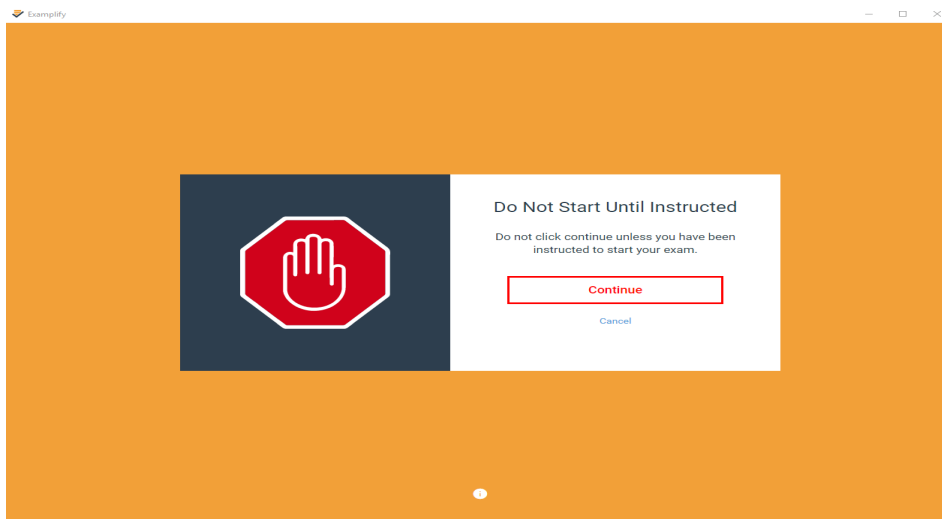 Examplify
Do Not Start Until Instructed
Do not click continue unless you have been
instructed to start your exam.
Continue
Cancel